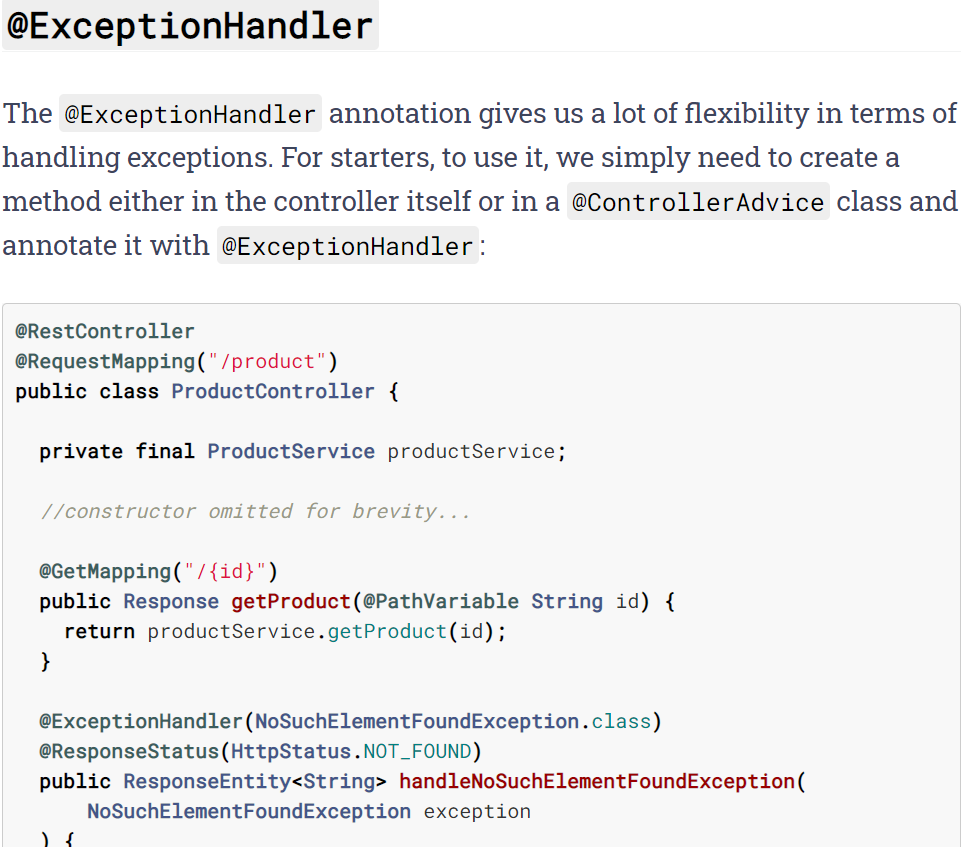 @ExceptionHandler
The @ExceptionHandler annotation gives us a lot of flexibility in terms of
handling exceptions. For starters, to use it, we simply need to create a
method either in the controller itself or in a @ControllerAdvice class and
annotate it with @ExceptionHandler:
@RestController
@RequestMapping("/product")
public class ProductController {
private final ProductService productService;
//constructor omitted for brevity...
@GetMapping("/{id}")
public Response getProduct(@PathVariable String id) {
return productService.getProduct(id);
}
@ExceptionHandler(NoSuchElementFoundException.class)
@ResponseStatus(HttpStatus.NOT_FOUND)
public ResponseEntity<String> handleNoSuchElementFoundException(
NoSuchElementFoundException exception
) {